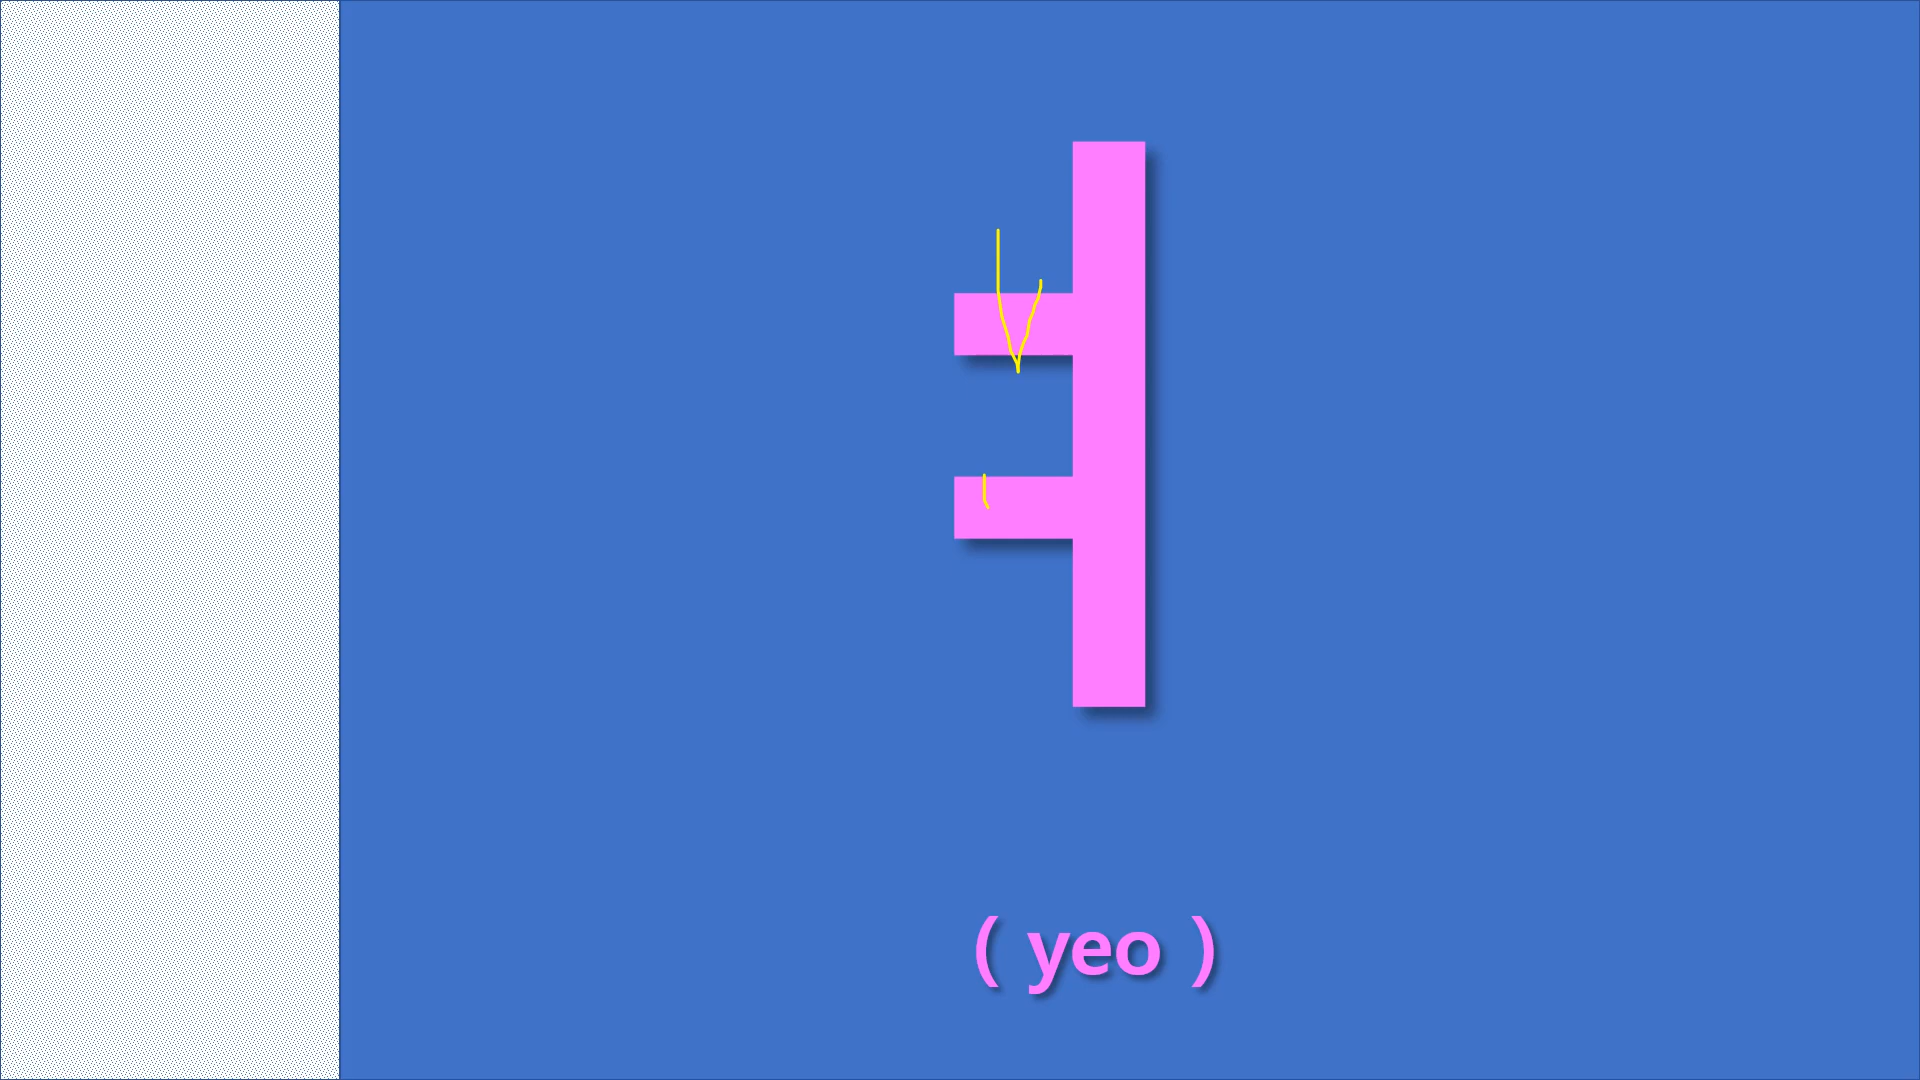 ㅕ
( yeo )